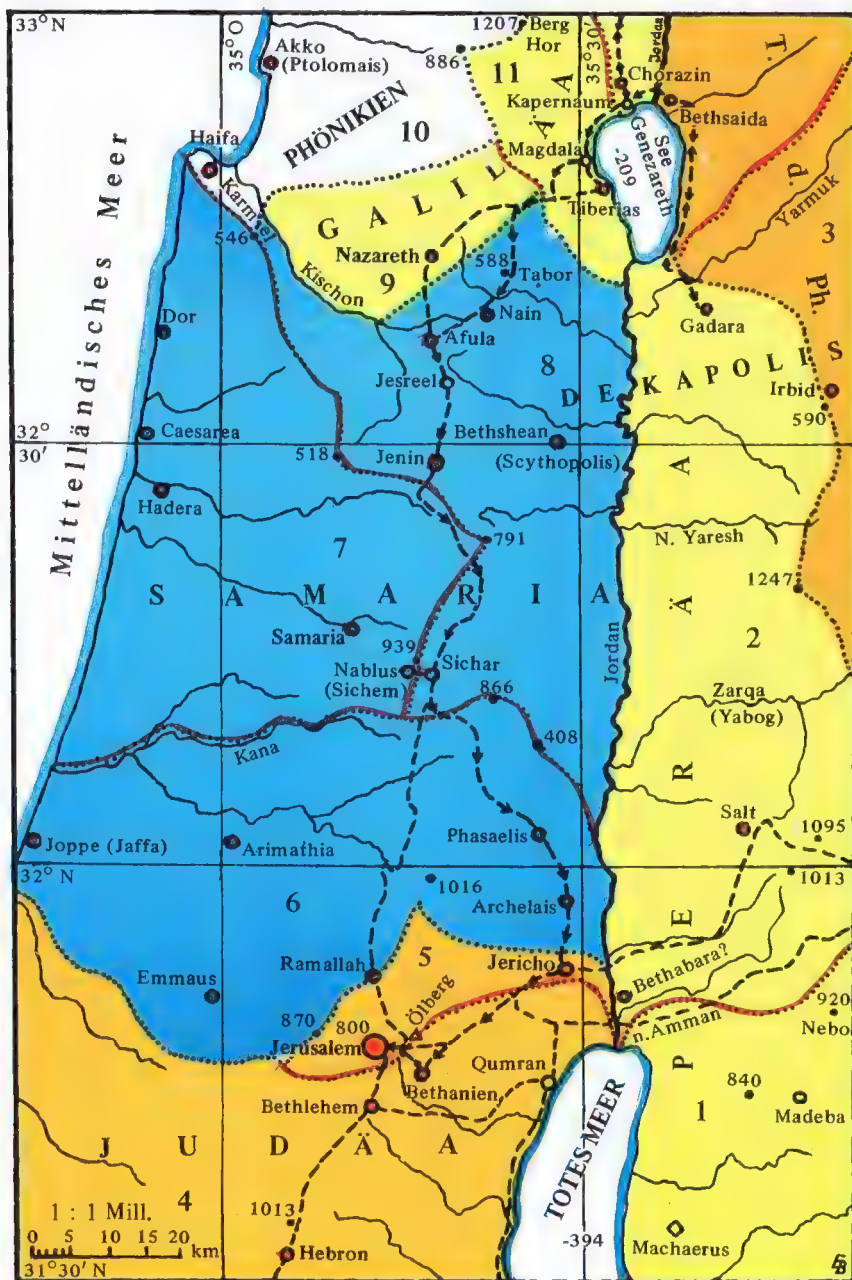 33° N
35° 0
1207
Berg
Hor
35° 30
Jordan
T.
Akko
(Ptolomais)
886
11
Chorazin
Kapernaum
Bethsaida
PHÖNIKIEN
10
Haifa
Magdala
See
Genezareth
-209
d.
Karmel
GALILÄA
Tiberias
Yarmuk
546
Nazareth
3
Ph.
Kischon
9
588
Tabor
Mittelländisches Meer
Dor
Nain
Gadara
Afula
8
DEKAPOLIS
Jesreel
Irbid
590
Caesarea
Bethshean
(Scythopolis)
32°
30'
518
Jenin
Hadera
791
N. Yaresh
7
1247
SAMARIA
Samaria
2
939
Jordan
Nablus
(Sichem)
Sichar
866
Zarqa
(Yabog)
Kana
408
PERÄA
Salt
Joppe (Jaffa)
Arimathia
Phasaelis
1095
32° N
1016
1013
6
Archelais
Ramallah
5
Jericho
Bethabara?
Emmaus
Ölberg
920
870
800
n. Amman
Nebo
Jerusalem
Qumran
Bethanien
840
Bethlehem
1
Madeba
JUDÄA
TOTES MEER
4
1 : 1 Mill.
1013
0 5 10 15 20
km
-394
Machaerus
Hebron
31° 30' N